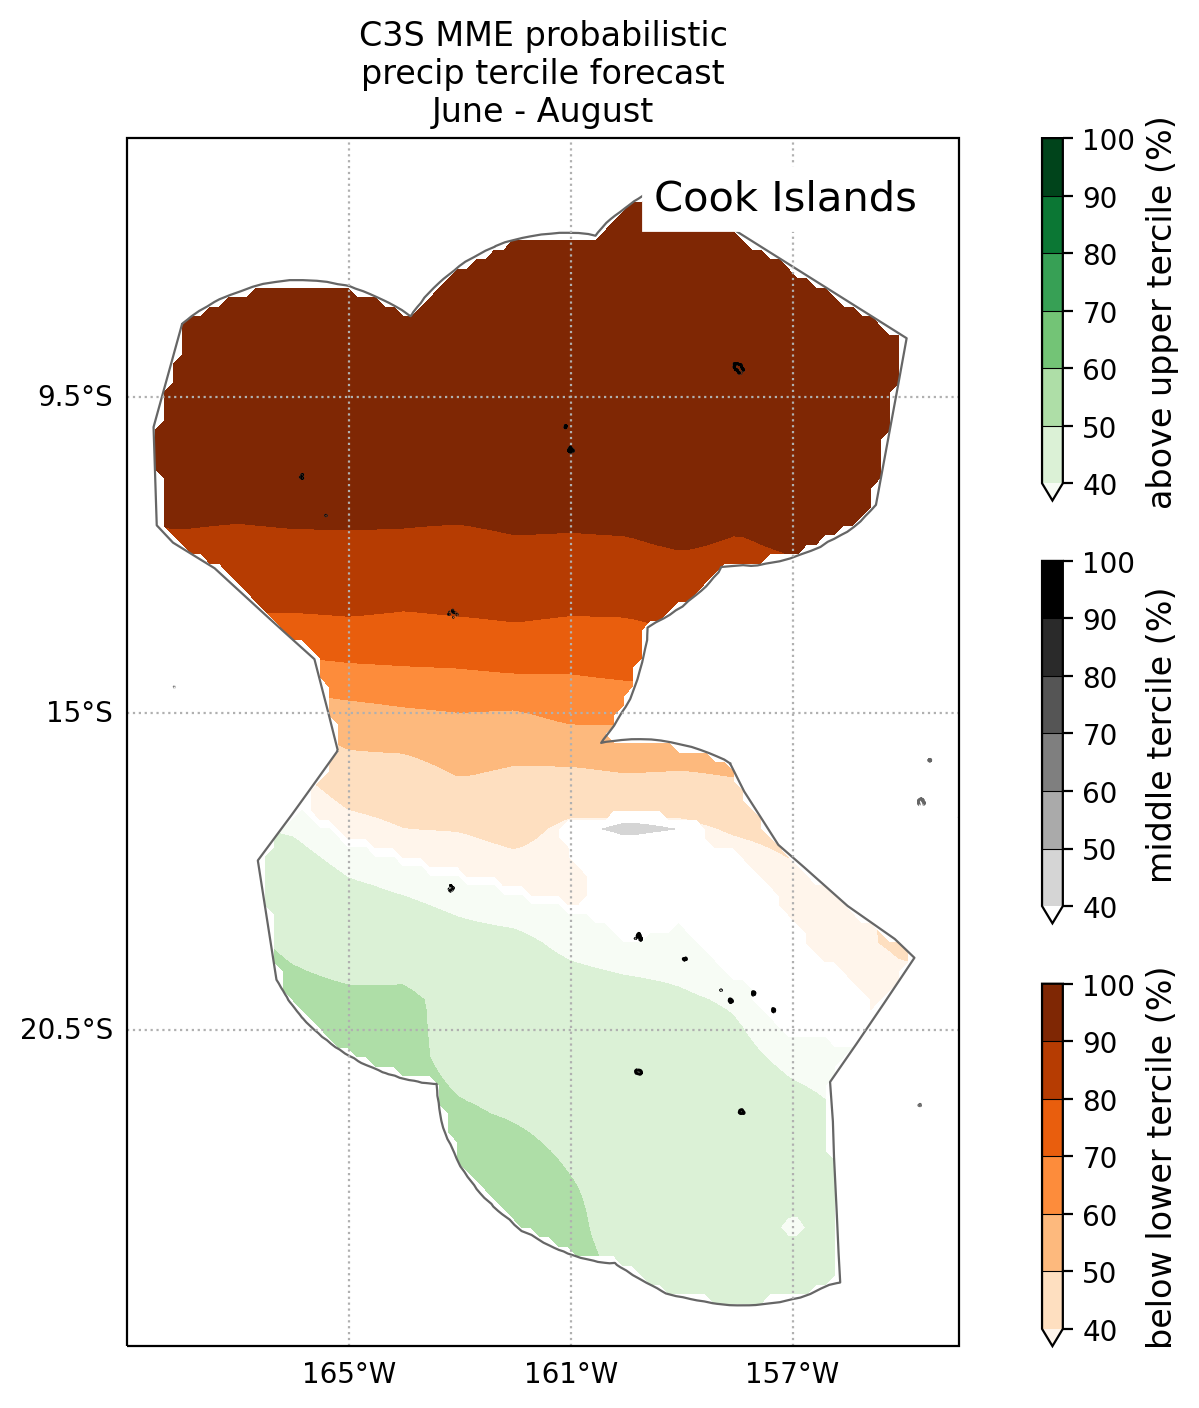 C3S MME probabilistic
precip tercile forecast
June - August
Cook Islands
9.5°S
15°S
20.5°S
165°W
161°W
157°W
100
90
80
70
60
50
40
above upper tercile (%)
100
90
80
70
60
50
40
middle tercile (%)
100
90
80
70
60
50
40
below lower tercile (%)